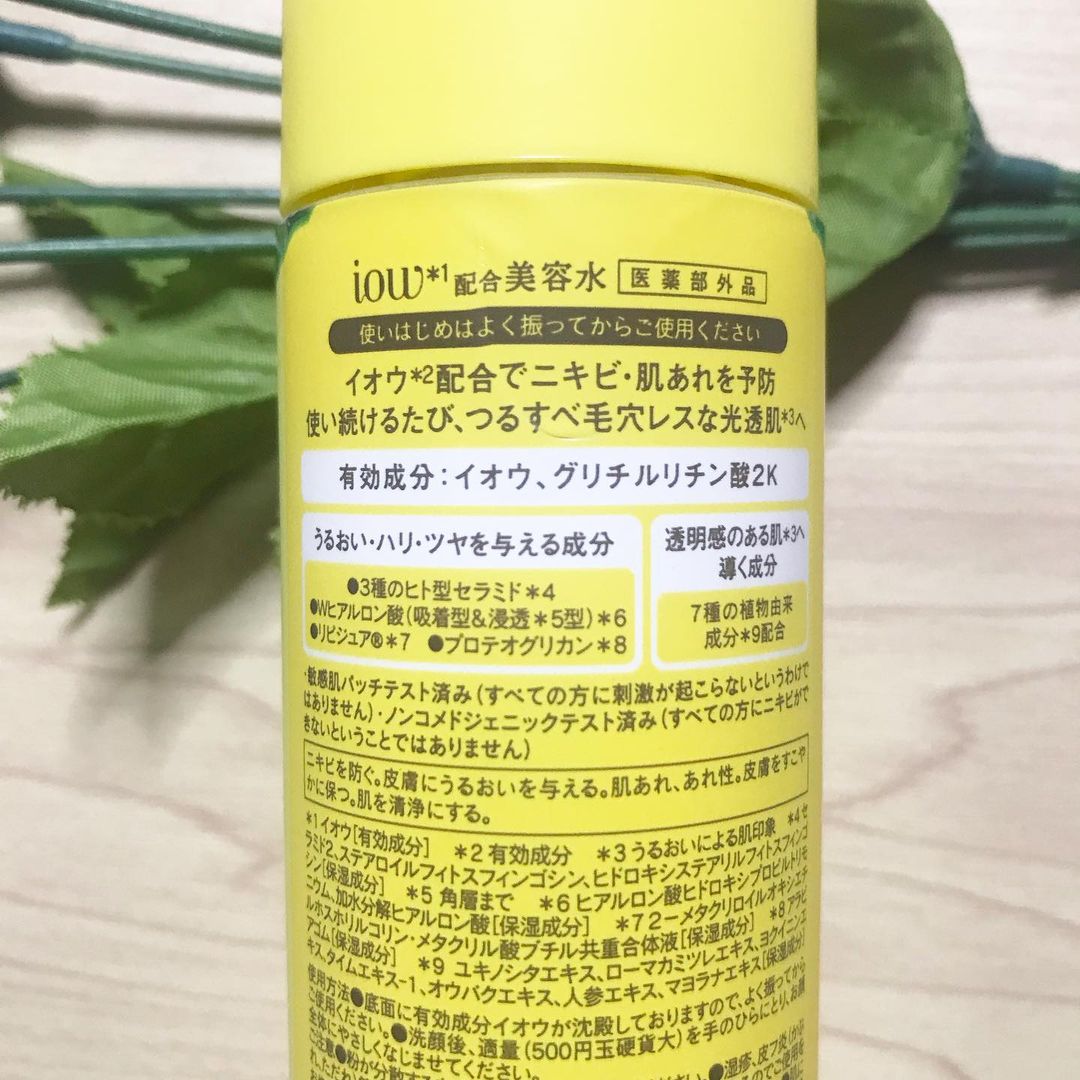 iow*1配合美容水 医薬部外品
使いはじめはよく振ってからご使用ください
イオウ*2配合でニキビ・肌あれを予防
使い続けるたび、つるすべ毛穴レスな光透肌*3へ
有効成分：イオウ、グリチルリチン酸2K
うるおい・ハリ・ツヤを与える成分
●3種のヒト型セラミド*4
●Wヒアルロン酸（吸着型&浸透*5型）*6
●リピジュア®*7 ●プロテオグリカン*8
透明感のある肌*3へ
導く成分
7種の植物由来
成分*9配合
・敏感肌パッチテスト済み（すべての方に刺激が起こらないというわけで
はありません）・ノンコメドジェニックテスト済み（すべての方にニキビがで
きないということではありません）
ニキビを防ぐ。皮膚にうるおいを与える。肌あれ、あれ性。皮膚をすこや
かに保つ。肌を清浄にする。
*1 イオウ[有効成分] *2 有効成分 *3 うるおいによる肌印象 *4 セ
ラミド2、ステアロイルフィトスフィンゴシン、ヒドロキシステアリルフィトスフィンゴ
シン[保湿成分] *5 角層まで *6 ヒアルロン酸ヒドロキシプロピルトリモ
ニウム、加水分解ヒアルロン酸[保湿成分] *7 2－メタクリロイルオキシエチ
ルホスホリルコリン・メタクリル酸ブチル共重合体液[保湿成分] *8 アラビ
アゴム[保湿成分] *9 ユキノシタエキス、ローマカミツレエキス、ヨクイニンエ
キス、タイムエキス-1、オウバクエキス、人参エキス、マヨラナエキス[保湿成分]
使用方法●底面に有効成分イオウが沈殿しておりますので、よく振ってから
ご使用ください。●洗顔後、適量（500円玉硬貨大）を手のひらにとり、お顔
全体にやさしくなじませてください。
ご注意●粉が分散する ください。●湿疹、皮フ炎（か